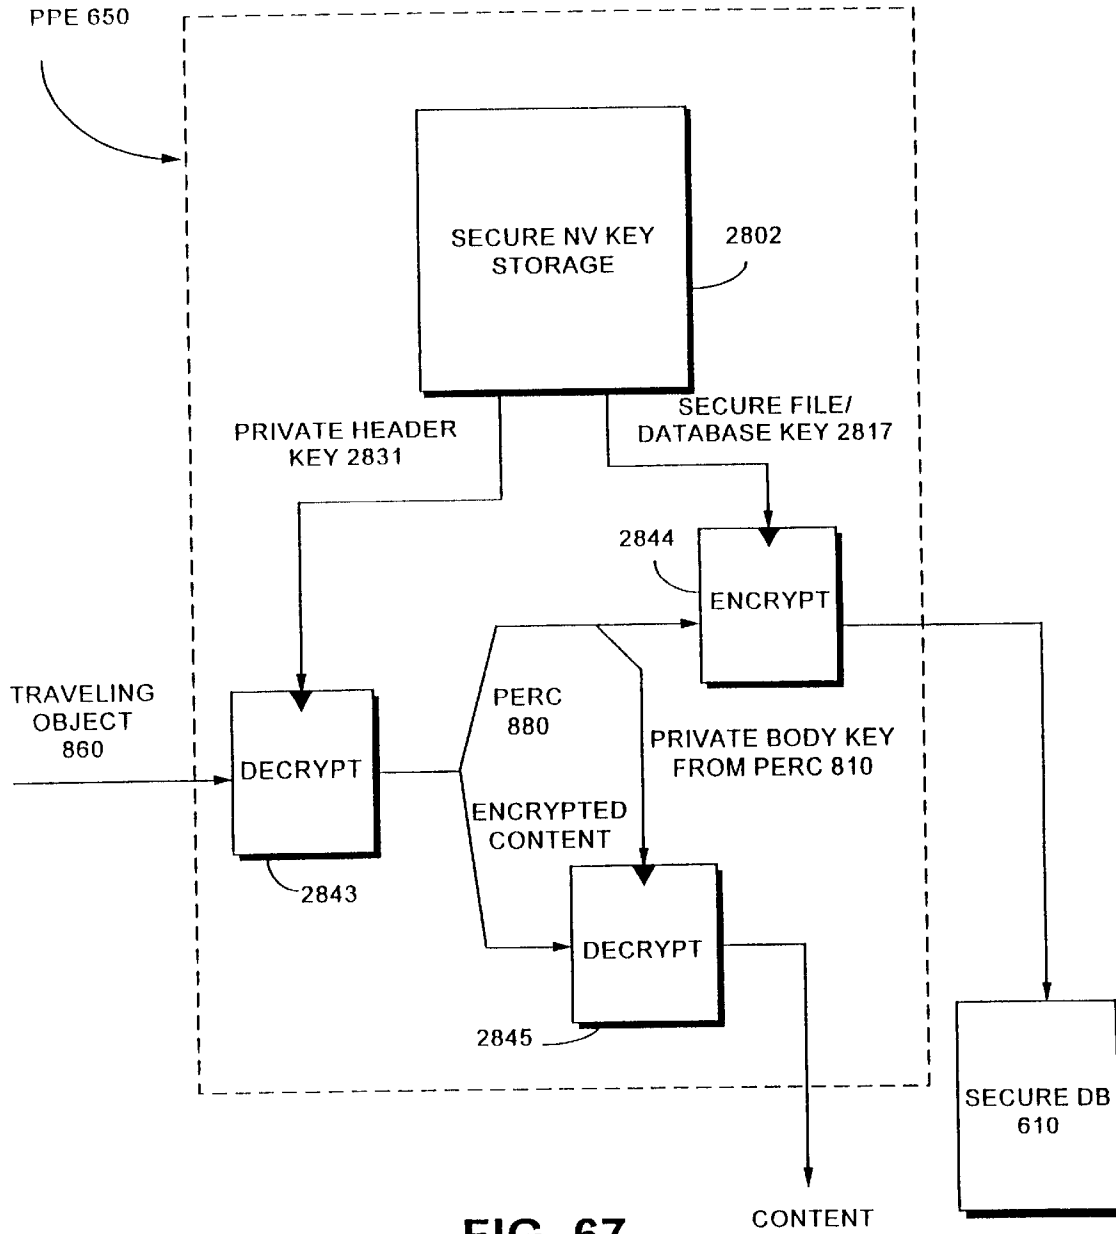 PPE 650
SECURE NV KEY
STORAGE
2802
PRIVATE HEADER
KEY 2831
SECURE FILE/
DATABASE KEY 2817
2844
ENCRYPT
TRAVELING
OBJECT
860
DECRYPT
PERC
880
PRIVATE BODY KEY
FROM PERC 810
ENCRYPTED
CONTENT
2843
DECRYPT
2845
SECURE DB
610
CONTENT
FIG. 67